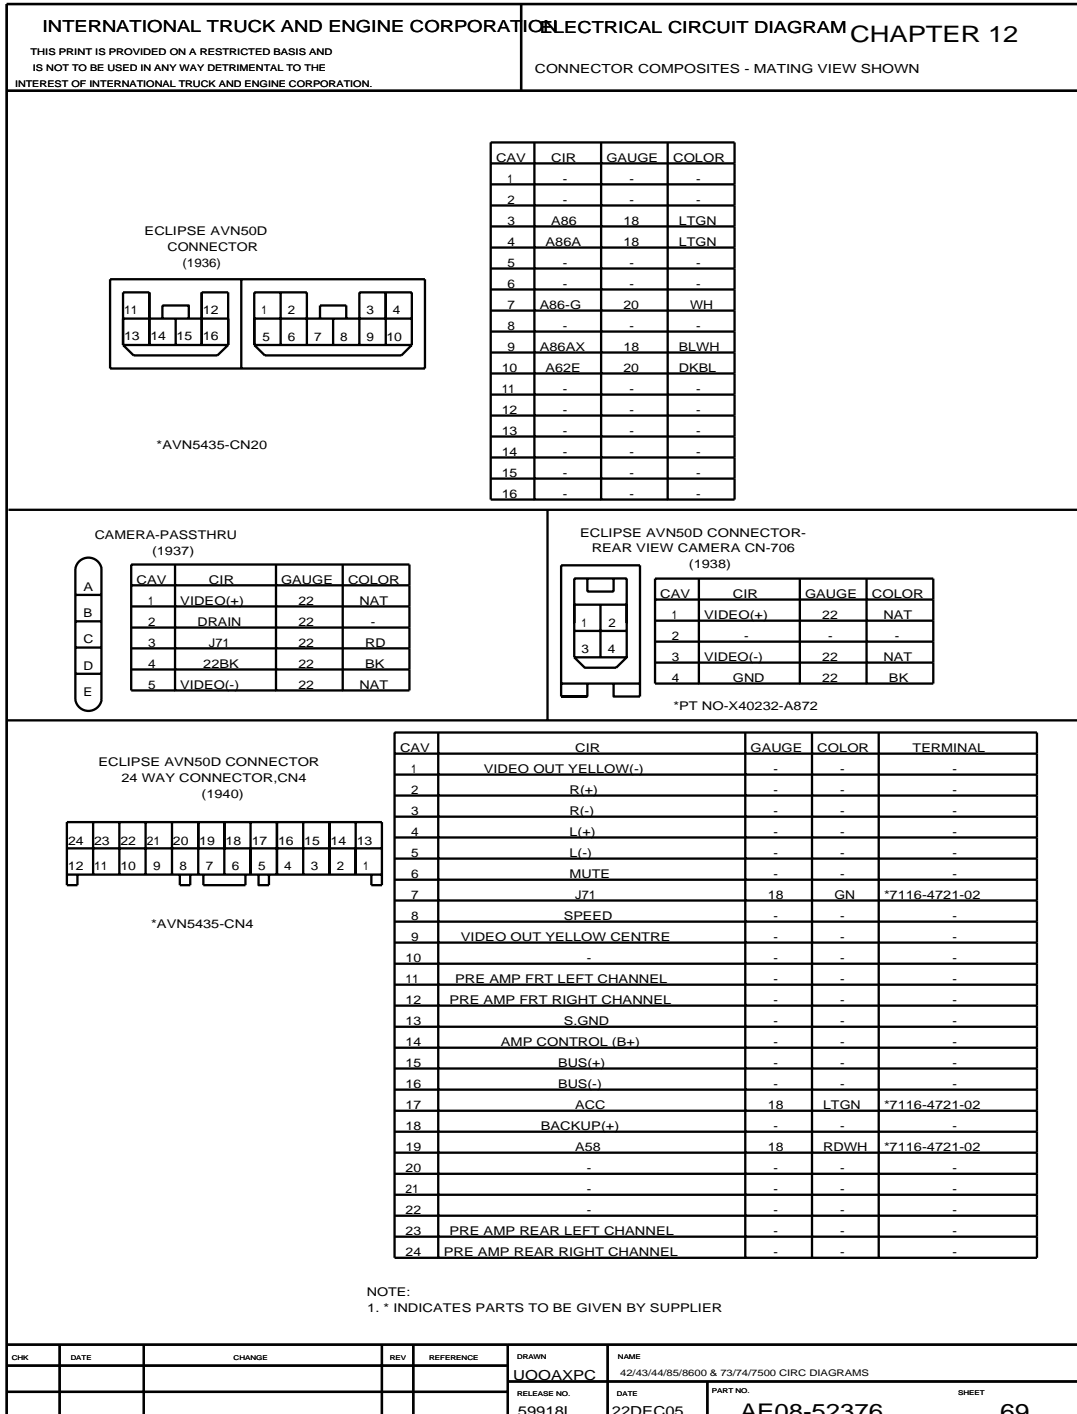 INTERNATIONAL TRUCK AND ENGINE CORPORATION
THIS PRINT IS PROVIDED ON A RESTRICTED BASIS AND
IS NOT TO BE USED IN ANY WAY DETRIMENTAL TO THE
INTEREST OF INTERNATIONAL TRUCK AND ENGINE CORPORATION.
ELECTRICAL CIRCUIT DIAGRAM CHAPTER 12
CONNECTOR COMPOSITES - MATING VIEW SHOWN
ECLIPSE AVN50D
CONNECTOR
(1936)
11 12 1 2 3 4
13 14 15 16 5 6 7 8 9 10
*AVN5435-CN20
CAV CIR GAUGE COLOR
1 - - -
2 - - -
3 A86 18 LTGN
4 A86A 18 LTGN
5 - - -
6 - - -
7 A86-G 20 WH
8 - - -
9 A86AX 18 BLWH
10 A62E 20 DKBL
11 - - -
12 - - -
13 - - -
14 - - -
15 - - -
16 - - -
CAMERA-PASSTHRU
(1937)
A
B
C
D
E
CAV CIR GAUGE COLOR
1 VIDEO(+) 22 NAT
2 DRAIN 22 -
3 J71 22 RD
4 22BK 22 BK
5 VIDEO(-) 22 NAT
ECLIPSE AVN50D CONNECTOR-
REAR VIEW CAMERA CN-706
(1938)
1 2
3 4
CAV CIR GAUGE COLOR
1 VIDEO(+) 22 NAT
2 - - -
3 VIDEO(-) 22 NAT
4 GND 22 BK
*PT NO-X40232-A872
ECLIPSE AVN50D CONNECTOR
24 WAY CONNECTOR,CN4
(1940)
24 23 22 21 20 19 18 17 16 15 14 13
12 11 10 9 8 7 6 5 4 3 2 1
*AVN5435-CN4
CAV CIR GAUGE COLOR TERMINAL
1 VIDEO OUT YELLOW(-) - - -
2 R(+) - - -
3 R(-) - - -
4 L(+) - - -
5 L(-) - - -
6 MUTE - - -
7 J71 18 GN *7116-4721-02
8 SPEED - - -
9 VIDEO OUT YELLOW CENTRE - - -
10 - - - -
11 PRE AMP FRT LEFT CHANNEL - - -
12 PRE AMP FRT RIGHT CHANNEL - - -
13 S.GND - - -
14 AMP CONTROL (B+) - - -
15 BUS(+) - - -
16 BUS(-) - - -
17 ACC 18 LTGN *7116-4721-02
18 BACKUP(+) - - -
19 A58 18 RDWH *7116-4721-02
20 - - - -
21 - - - -
22 - - - -
23 PRE AMP REAR LEFT CHANNEL - - -
24 PRE AMP REAR RIGHT CHANNEL - - -
NOTE:
1. * INDICATES PARTS TO BE GIVEN BY SUPPLIER
CHK DATE CHANGE REV REFERENCE
DRAWN
UOOAXPC
NAME
42/43/44/85/8600 & 73/74/7500 CIRC DIAGRAMS
RELEASE NO.
59918L
DATE
22DEC05
PART NO.
AE08-52376
SHEET
69